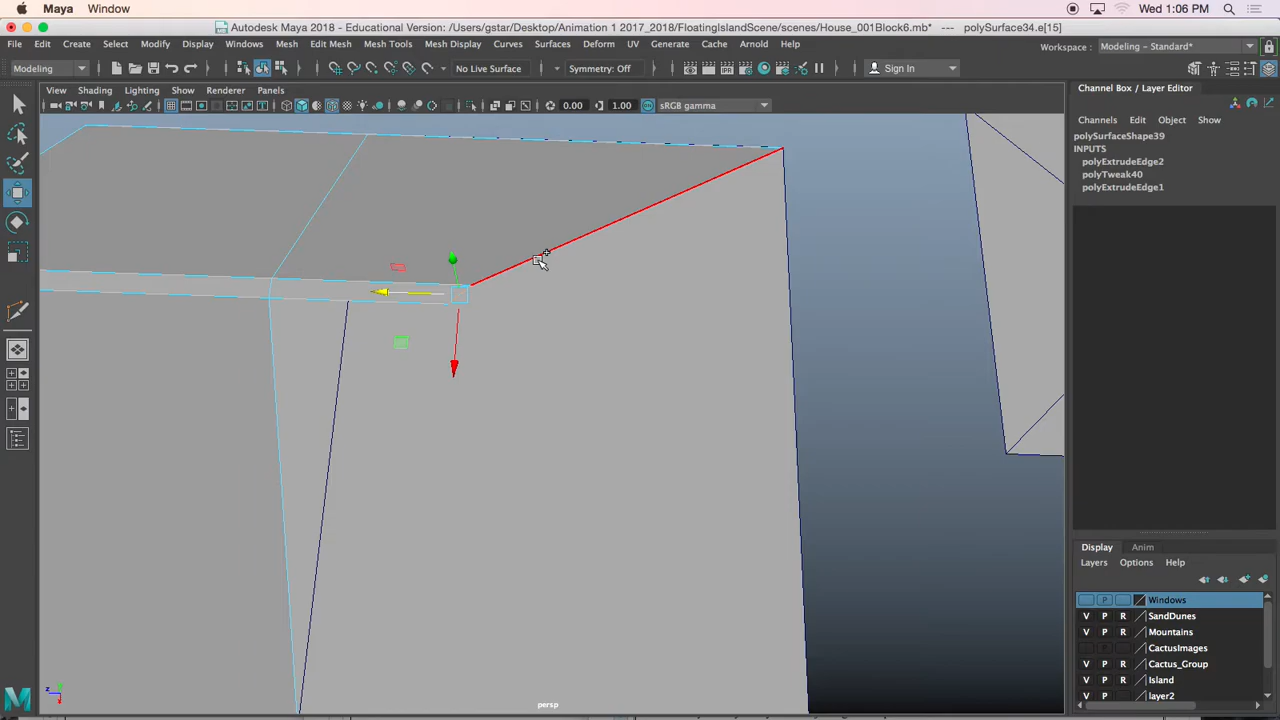 Maya Window Wed 1:06 PM
Autodesk Maya 2018 - Educational Version: /Users/gstar/Desktop/Animation 1 2017_2018/FloatingIslandScene/scenes/House_001Block6.mb* --- polySurface34.e[15]
File Edit Create Select Modify Display Windows Mesh Edit Mesh Mesh Tools Mesh Display Curves Surfaces Deform UV Generate Cache Arnold Help Workspace : Modeling - Standard*
Modeling No Live Surface Symmetry: Off Sign In
View Shading Lighting Show Renderer Panels Channel Box / Layer Editor
0.00 1.00 sRGB gamma
Channels Edit Object Show
polySurfaceShape39
INPUTS
polyExtrudeEdge2
polyTweak40
polyExtrudeEdge1
Display Anim
Layers Options Help
P Windows
V P R SandDunes
V P R Mountains
CactusImages
V P R Cactus_Group
V P R Island
V P layer2
persp